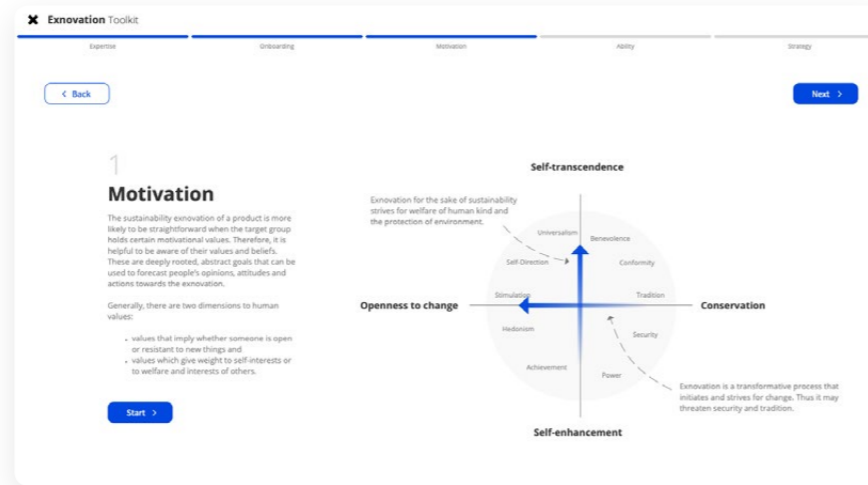 Exnovation Toolkit
Expertise
Onboarding
Motivation
Ability
Strategy
Back
Next
1
Motivation
The sustainability exnovation of a product is more
likely to be straightforward when the target group
holds certain motivational values. Therefore, it is
helpful to be aware of their values and beliefs.
These are deeply rooted, abstract goals that can be
used to forecast people's opinions, attitudes and
actions towards the exnovation.
Generally, there are two dimensions to human
values:
• values that imply whether someone is open
or resistant to new things and
• values which give weight to self-interests or
to welfare and interests of others.
Start
Self-transcendence
Exnovation for the sake of sustainability
strives for welfare of human kind and
the protection of environment.
Universalism
Benevolence
Self-Direction
Conformity
Stimulation
Tradition
Openness to change
Conservation
Hedonism
Security
Achievement
Power
Exnovation is a transformative process that
initiates and strives for change. Thus it may
threaten security and tradition.
Self-enhancement